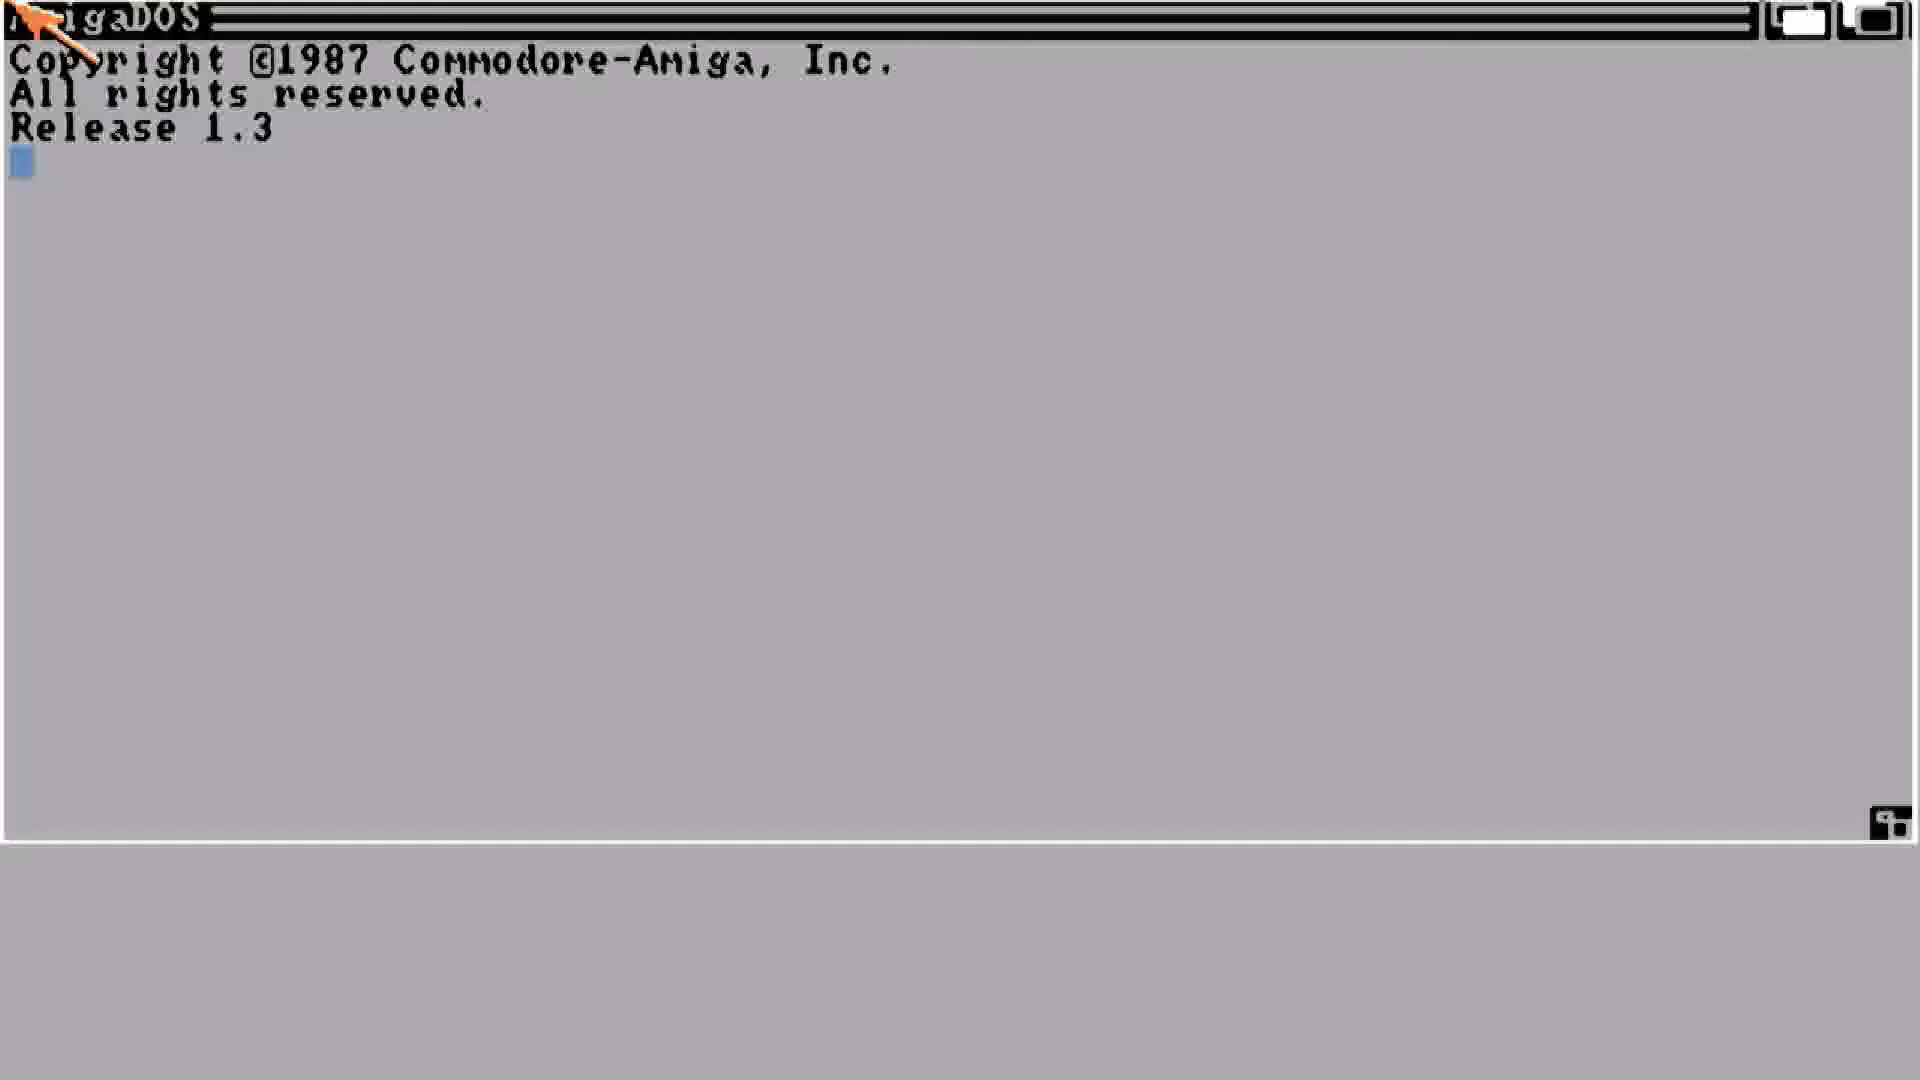 AmigaDOS
Copyright ©1987 Commodore-Amiga, Inc.
All rights reserved.
Release 1.3